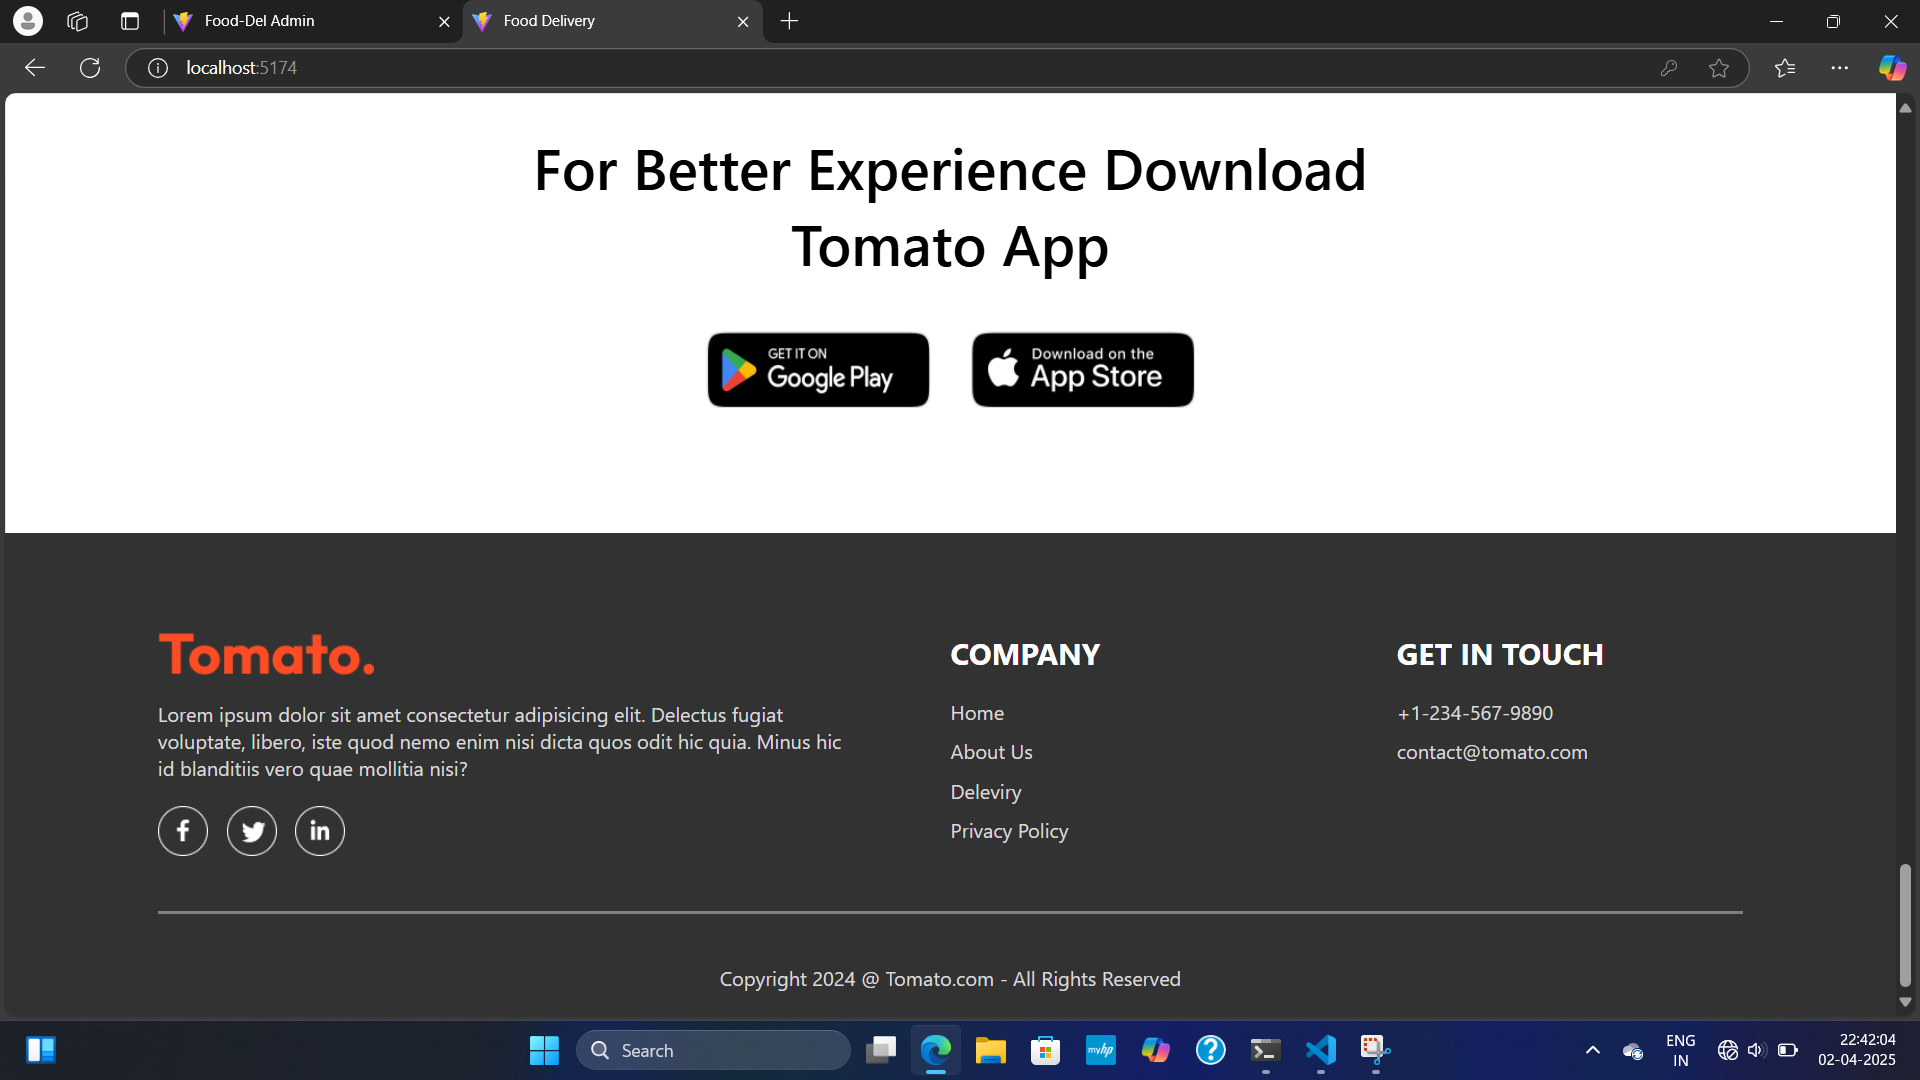 Food-Del Admin
Food Delivery
localhost:5174
For Better Experience Download
Tomato App
GET IT ON
Google Play
Download on the
App Store
Tomato.
Lorem ipsum dolor sit amet consectetur adipisicing elit. Delectus fugiat
voluptate, libero, iste quod nemo enim nisi dicta quos odit hic quia. Minus hic
id blanditiis vero quae mollitia nisi?
f
in
COMPANY
Home
About Us
Deleviry
Privacy Policy
GET IN TOUCH
+1-234-567-9890
contact@tomato.com
Copyright 2024 @ Tomato.com - All Rights Reserved
Search
myhp
ENG
IN
22:42:04
02-04-2025